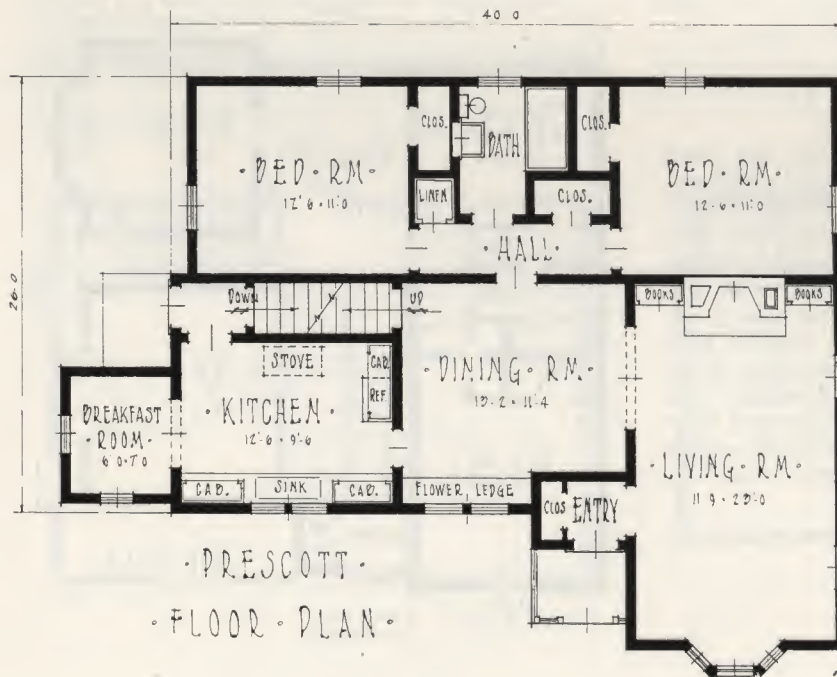 40·0
26·0
·BED·RM·
12'6·11'0
CLOS.
BATH
CLOS.
·BED·RM·
12-6·11-0
LINEN
CLOS.
·HALL·
DOWN
UP
BOOKS
BOOKS
STOVE
CAB.
REF.
BREAKFAST
·ROOM·
6'0·7'0
·KITCHEN·
12'-6·9'-6
·DINING·RM·
13-2·11-4
·LIVING·RM·
11 9·23'-0
CAB.
SINK
CAB.
FLOWER LEDGE
CLOS
ENTRY
·PRESCOTT·
·FLOOR·PLAN·